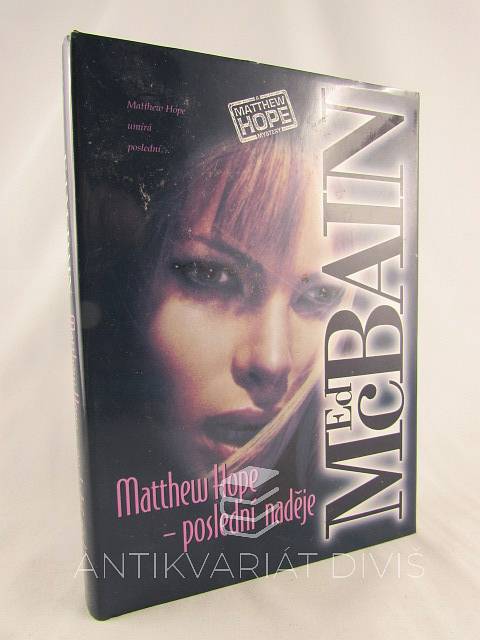 Matthew Hope
umírá
poslední...
A
MATTHEW
HOPE
MYSTERY
Ed
McBAIN
Matthew Hope
– poslední naděje
ANTIKVARIÁT DIVIŠ